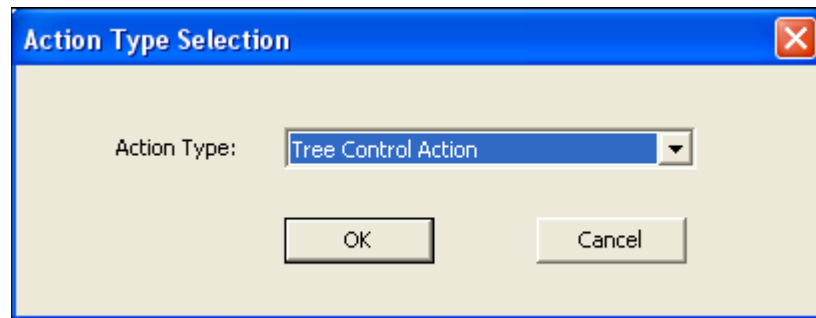 Action Type Selection
Action Type: Tree Control Action
OK Cancel